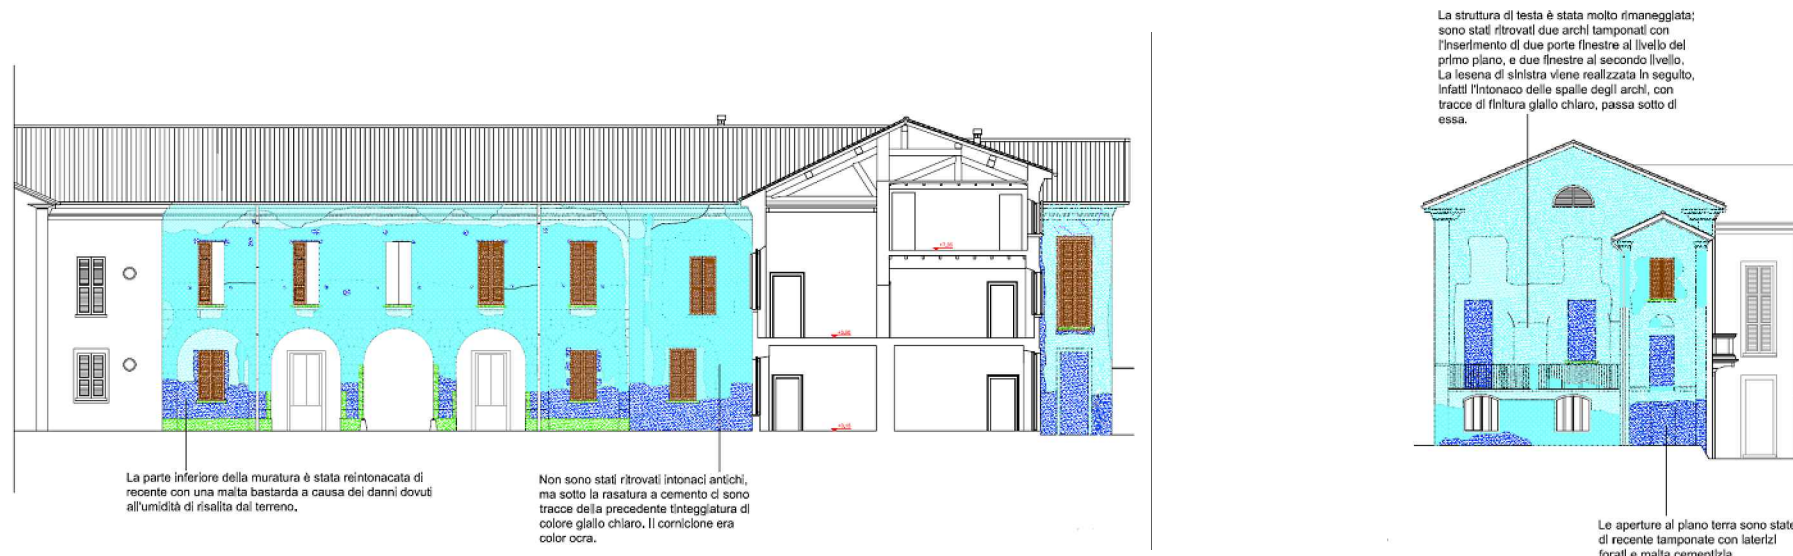 La struttura di testa è stata molto rimaneggiata;
sono stati ritrovati due archi tamponati con
l'inserimento di due porte finestre al livello del
primo piano, e due finestre al secondo livello.
La lesena di sinistra viene realizzata in seguito,
infatti l'intonaco delle spalle degli archi, con
tracce di finitura giallo chiaro, passa sotto di
essa.
La parte inferiore della muratura è stata reintonacata di
recente con una malta bastarda a causa dei danni dovuti
all'umidità di risalita dal terreno.
Non sono stati ritrovati intonaci antichi,
ma sotto la rasatura a cemento ci sono
tracce della precedente tinteggiatura di
colore giallo chiaro. Il cornicione era
color ocra.
Le aperture al piano terra sono state
di recente tamponate con laterizi
forati e malta cementizia